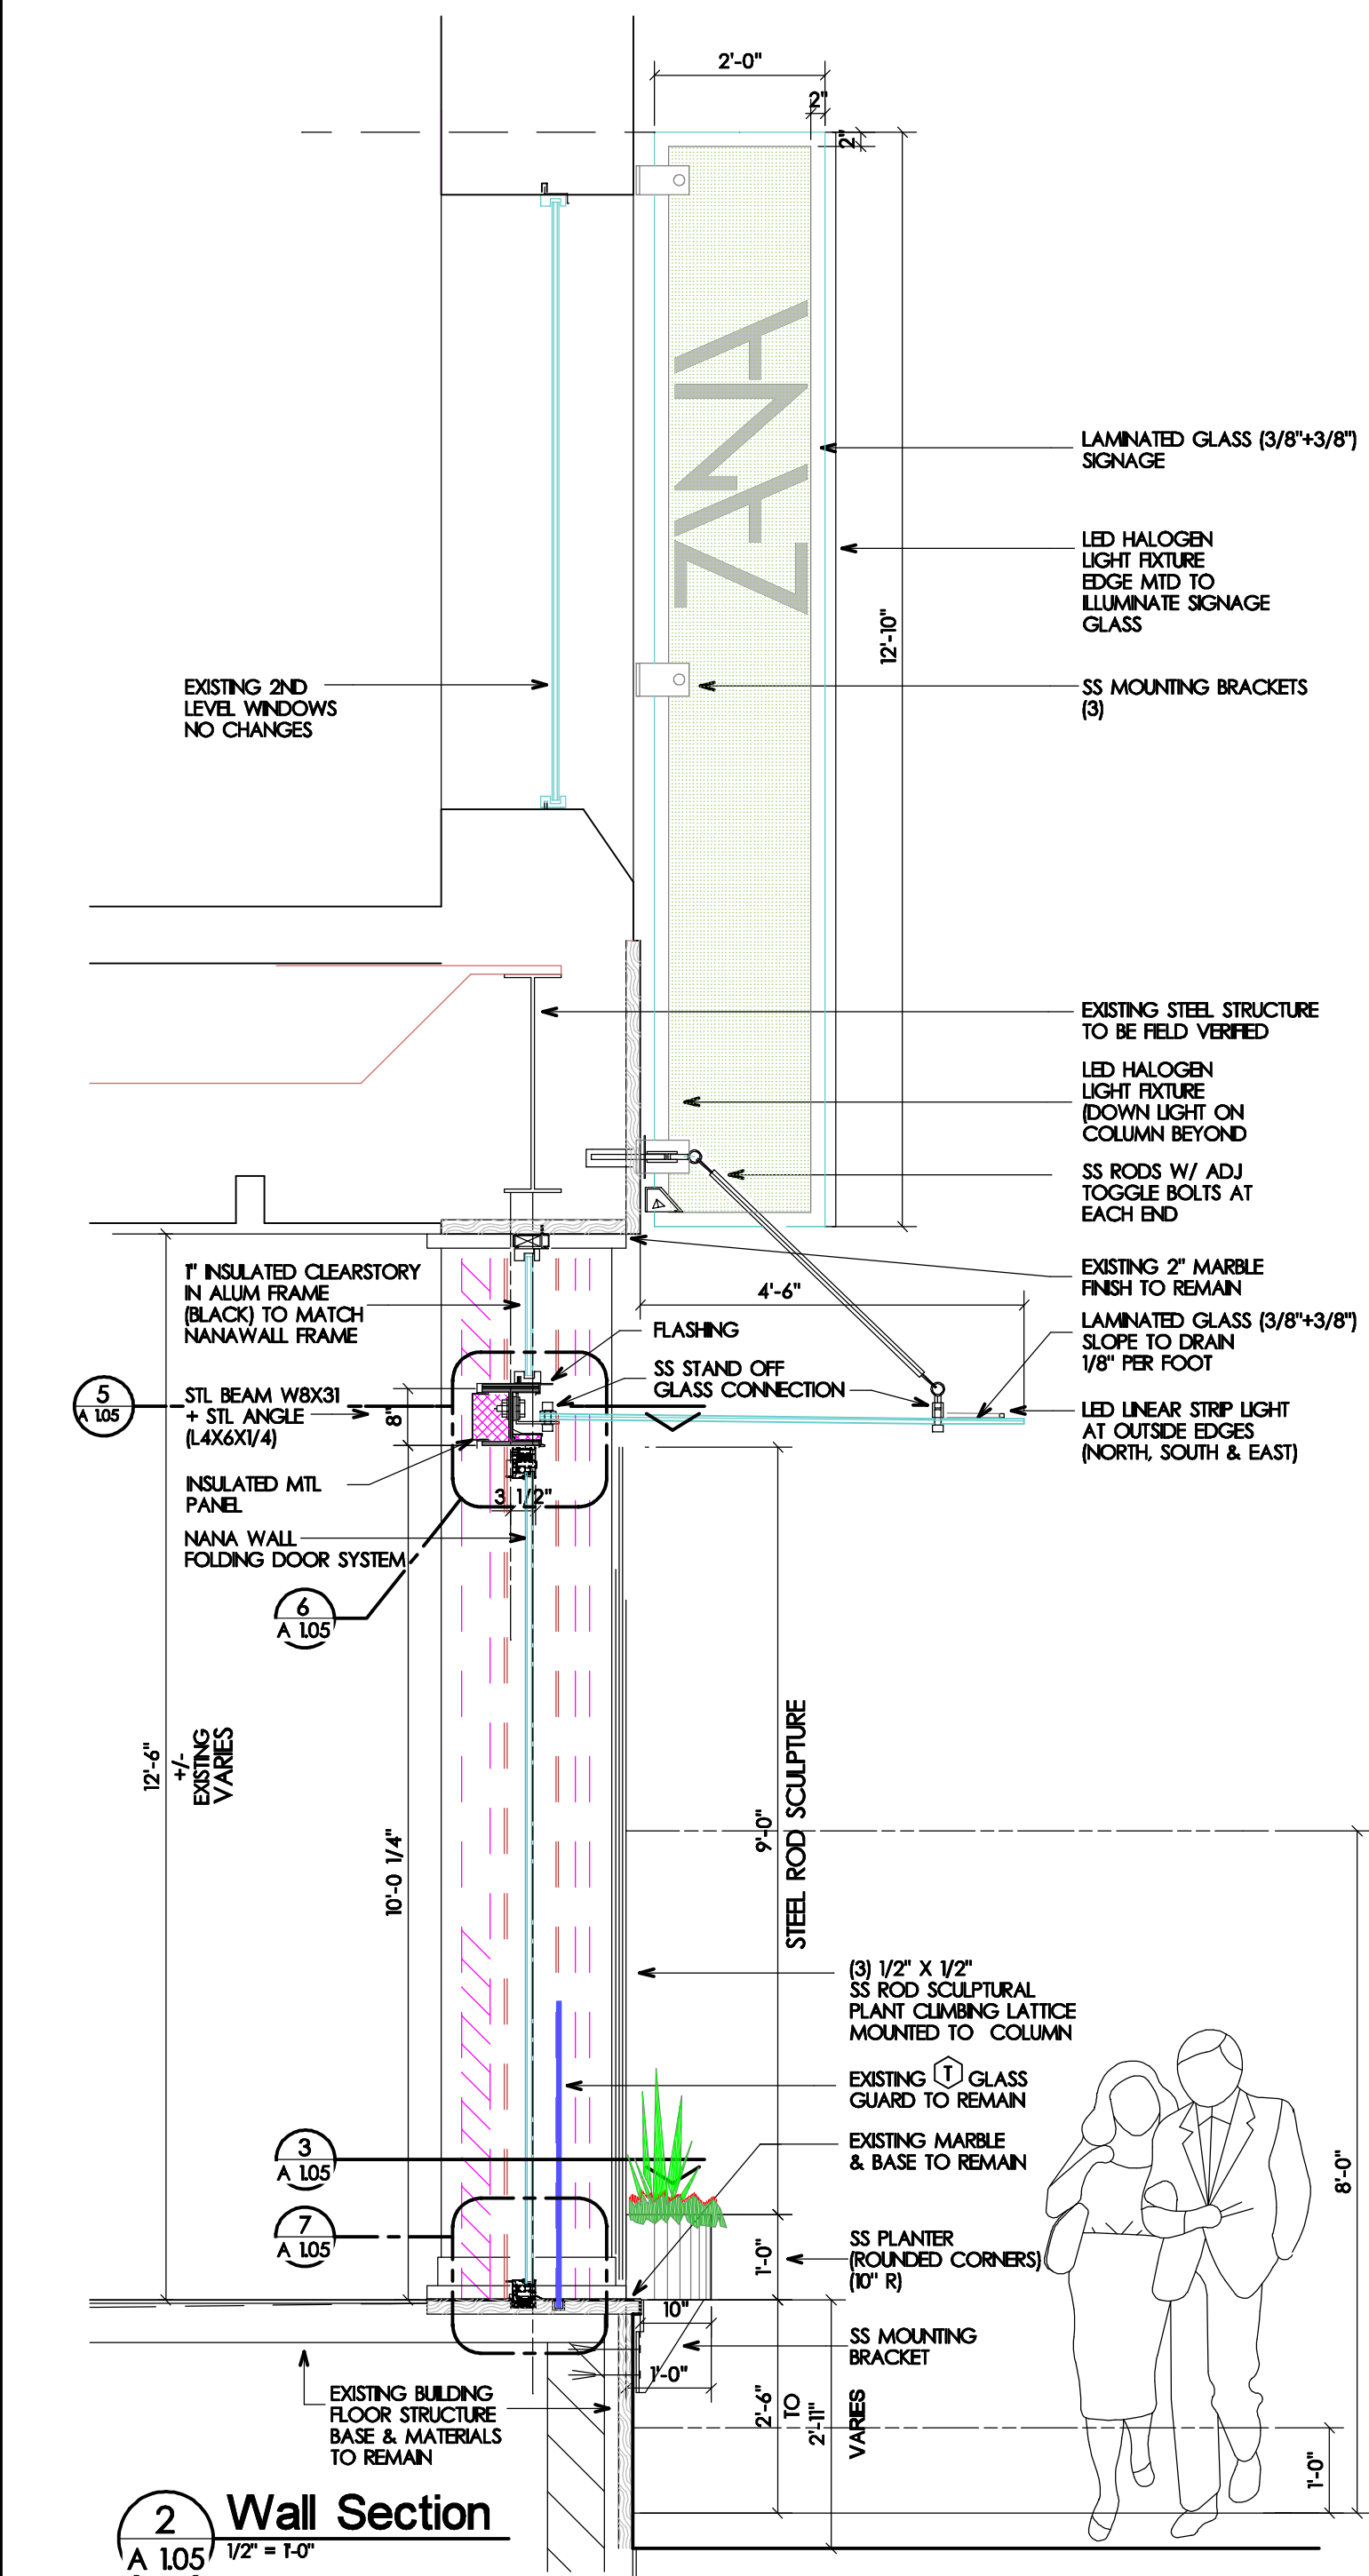 2'-0"
2"
2"
ZANA
LAMINATED GLASS (3/8"+3/8")
SIGNAGE
LED HALOGEN
LIGHT FIXTURE
EDGE MTD TO
ILLUMINATE SIGNAGE
GLASS
12'-10"
EXISTING 2ND
LEVEL WINDOWS
NO CHANGES
SS MOUNTING BRACKETS
(3)
EXISTING STEEL STRUCTURE
TO BE FIELD VERIFIED
LED HALOGEN
LIGHT FIXTURE
(DOWN LIGHT ON
COLUMN BEYOND
SS RODS W/ ADJ
TOGGLE BOLTS AT
EACH END
EXISTING 2" MARBLE
FINISH TO REMAIN
1" INSULATED CLEARSTORY
IN ALUM FRAME
(BLACK) TO MATCH
NANAWALL FRAME
4'-6"
FLASHING
LAMINATED GLASS (3/8"+3/8")
SLOPE TO DRAIN
1/8" PER FOOT
SS STAND OFF
GLASS CONNECTION
5
A 1.05
STL BEAM W8X31
+ STL ANGLE
(L4X6X1/4)
8"
LED LINEAR STRIP LIGHT
AT OUTSIDE EDGES
(NORTH, SOUTH & EAST)
INSULATED MTL
PANEL
3 1/2"
NANA WALL
FOLDING DOOR SYSTEM
6
A 1.05
12'-6"
+/-
EXISTING
VARIES
10'-0 1/4"
9'-0"
STEEL ROD SCULPTURE
(3) 1/2" X 1/2"
SS ROD SCULPTURAL
PLANT CLIMBING LATTICE
MOUNTED TO COLUMN
EXISTING T GLASS
GUARD TO REMAIN
EXISTING MARBLE
& BASE TO REMAIN
3
A 1.05
7
A 1.05
8'-0"
1'-0"
SS PLANTER
(ROUNDED CORNERS)
(10" R)
10"
SS MOUNTING
BRACKET
1'-0"
2'-6"
TO
2'-11"
VARIES
1'-0"
EXISTING BUILDING
FLOOR STRUCTURE
BASE & MATERIALS
TO REMAIN
2
A 1.05
Wall Section
1/2" = 1'-0"